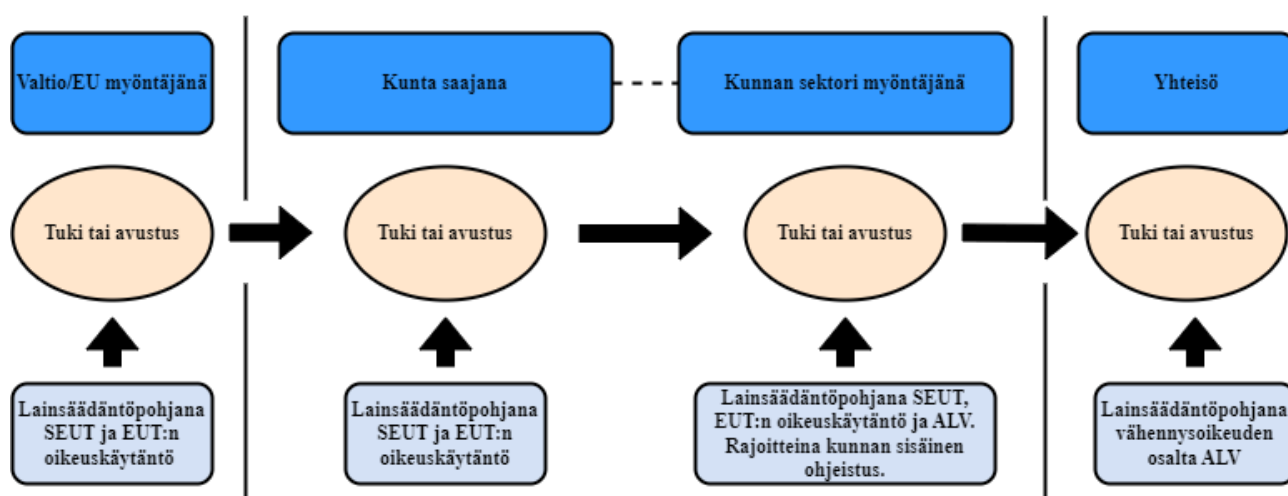 Valtio/EU myöntäjänä
Kunta saajana
Kunnan sektori myöntäjänä
Yhteisö
Tuki tai avustus
Tuki tai avustus
Tuki tai avustus
Tuki tai avustus
Lainsäädäntöpohjana
SEUT ja EUT:n
oikeuskäytäntö
Lainsäädäntöpohjana
SEUT ja EUT:n
oikeuskäytäntö
Lainsäädäntöpohjana SEUT,
EUT:n oikeuskäytäntö ja ALV.
Rajoitteina kunnan sisäinen
ohjeistus.
Lainsäädäntöpohjana
vähennysoikeuden
osalta ALV